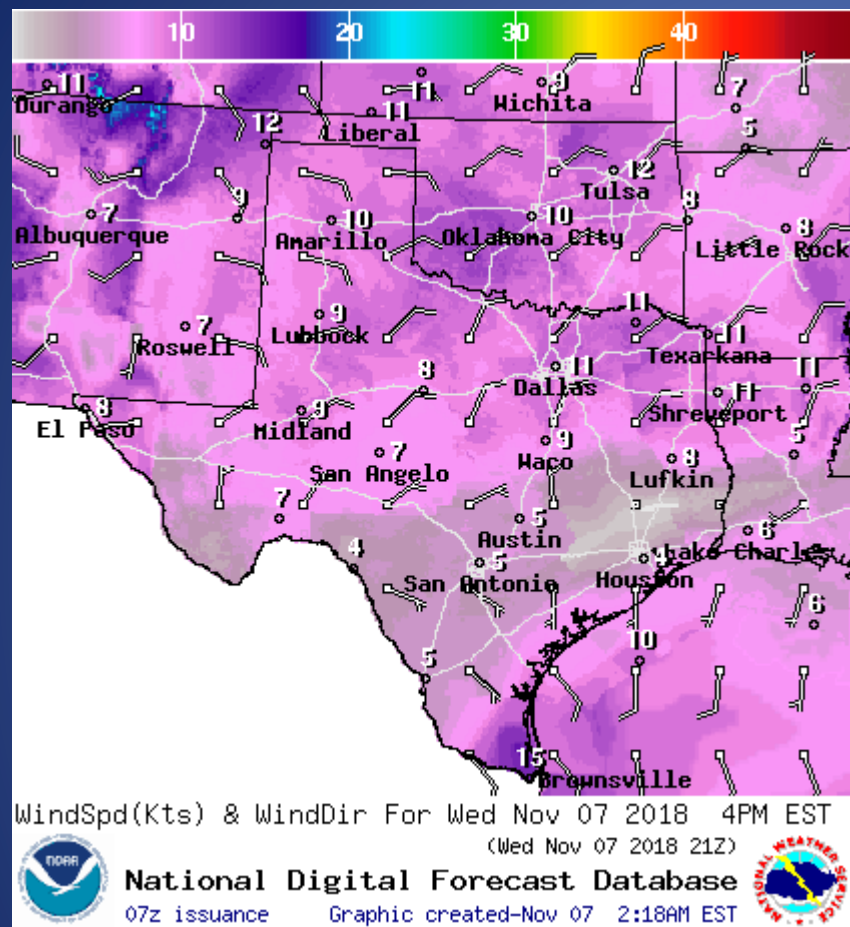 10 20 30 40
11 11 9 7
Durango Wichita
11
12 Liberal 5
12
Tulsa
7 9 10 10 8 8
Albuquerque Amarillo Oklahoma City Little Rock
9 11
7 Lubbock 11
Roswell Texarkana
11 11
Dallas
8 11
8 9 Shreveport
El Paso Midland 9 5
7 Waco 8
San Angelo Lufkin
7 5 6
Austin
4 5 Lake Charles
San Antonio Houston
6
10
5
15
Brownsville
WindSpd(Kts) & WindDir For Wed Nov 07 2018 4PM EST
(Wed Nov 07 2018 21Z)
NOAA
National Digital Forecast Database
07z issuance Graphic created-Nov 07 2:18AM EST
NATIONAL WEATHER SERVICE